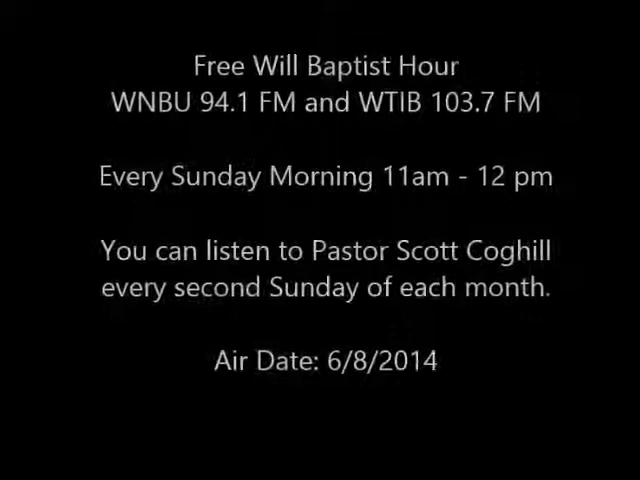 Free Will Baptist Hour
WNBU 94.1 FM and WTIB 103.7 FM
Every Sunday Morning 11am - 12 pm
You can listen to Pastor Scott Coghill
every second Sunday of each month.
Air Date: 6/8/2014